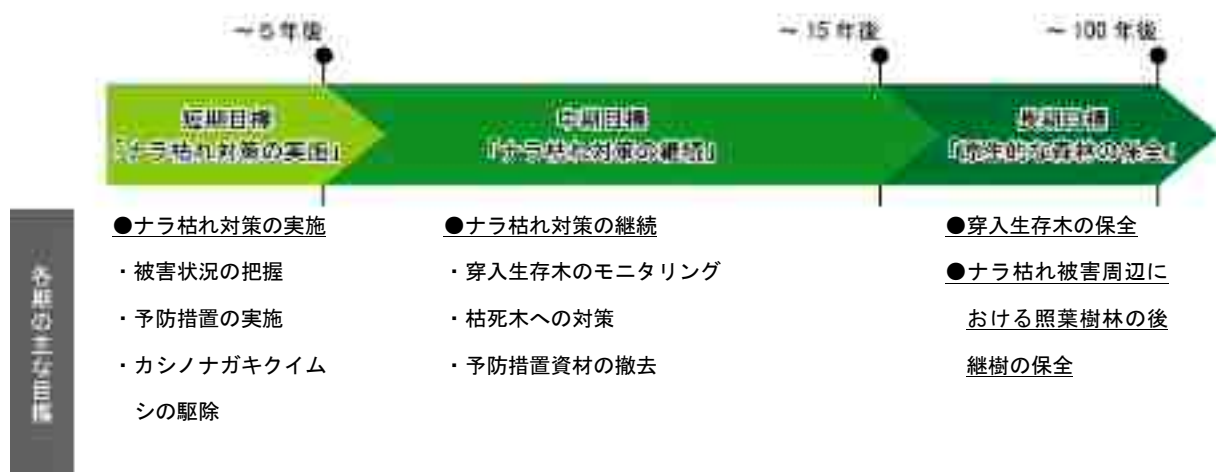 ～5年後
～15年後
～100年後
短期目標
「ナラ枯れ対策の実施」
中期目標
「ナラ枯れ対策の継続」
長期目標
の保全」
各期の主な目標
●ナラ枯れ対策の実施
・被害状況の把握
・予防措置の実施
・カシノナガキクイム
シの駆除
●ナラ枯れ対策の継続
・穿入生存木のモニタリング
・枯死木への対策
・予防措置資材の撤去
●穿入生存木の保全
●ナラ枯れ被害周辺に
おける照葉樹林の後
継樹の保全